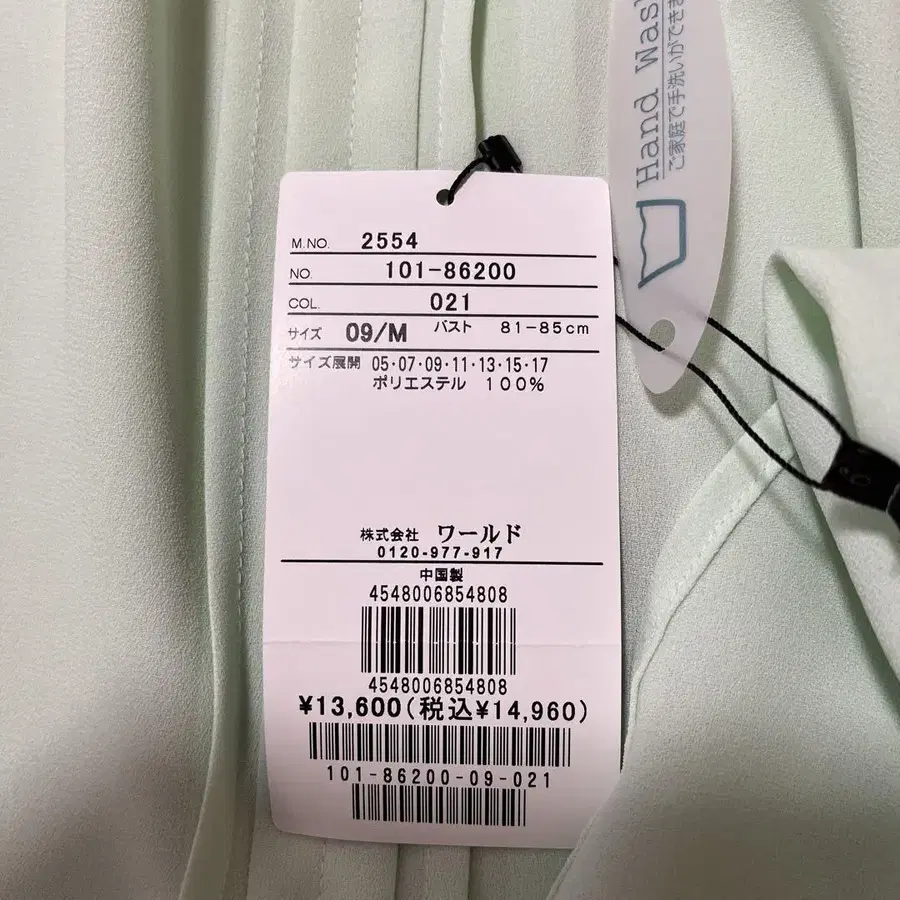 M.NO. 2554
NO. 101-86200
COL. 021
サイズ 09/M バスト 81-85cm
サイズ展開 05・07・09・11・13・15・17
ポリエステル 100%
株式会社 ワールド
0120-977-917
中国製
4548006854808
4548006854808
¥13,600(税込¥14,960)
101-86200-09-021
Hand Wash
ご家庭で手洗いができま